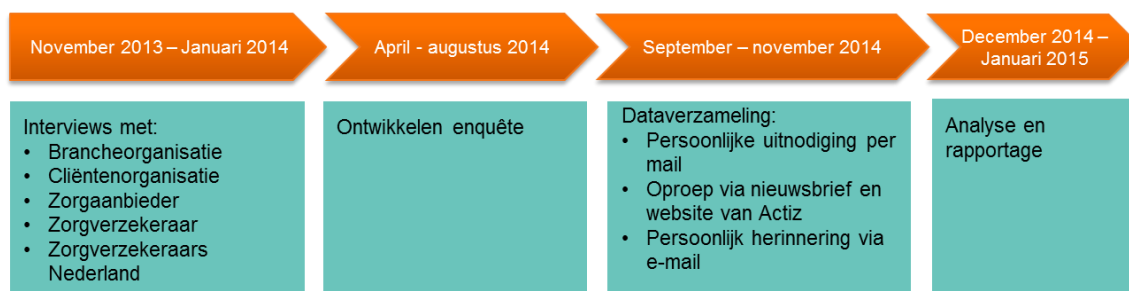 November 2013 – Januari 2014
April - augustus 2014
September – november 2014
December 2014 –
Januari 2015
Interviews met:
• Brancheorganisatie
• Cliëntenorganisatie
• Zorgaanbieder
• Zorgverzekeraar
• Zorgverzekeraars
Nederland
Ontwikkelen enquête
Dataverzameling:
• Persoonlijke uitnodiging per
mail
• Oproep via nieuwsbrief en
website van Actiz
• Persoonlijk herinnering via
e-mail
Analyse en
rapportage